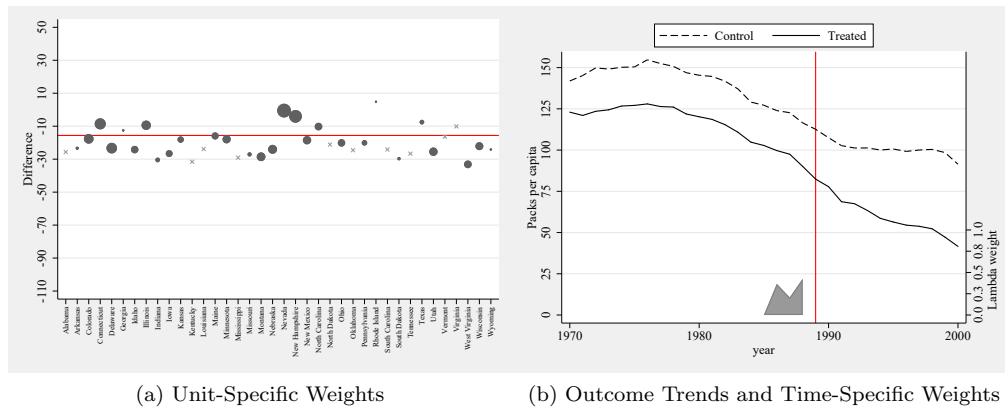 50
30
10
-10
-30
-50
-70
-90
-110
Difference
Alabama
Arkansas
Colorado
Connecticut
Delaware
Georgia
Idaho
Illinois
Indiana
Iowa
Kansas
Kentucky
Louisiana
Maine
Minnesota
Mississippi
Missouri
Montana
Nebraska
Nevada
New Hampshire
New Mexico
North Carolina
North Dakota
Ohio
Oklahoma
Pennsylvania
Rhode Island
South Carolina
South Dakota
Tennessee
Texas
Utah
Vermont
Virginia
West Virginia
Wisconsin
Wyoming
(a) Unit-Specific Weights
Control
Treated
150
125
100
75
50
25
0
Packs per capita
1.0
0.8
0.5
0.3
0.0
Lambda weight
1970
1980
1990
2000
year
(b) Outcome Trends and Time-Specific Weights